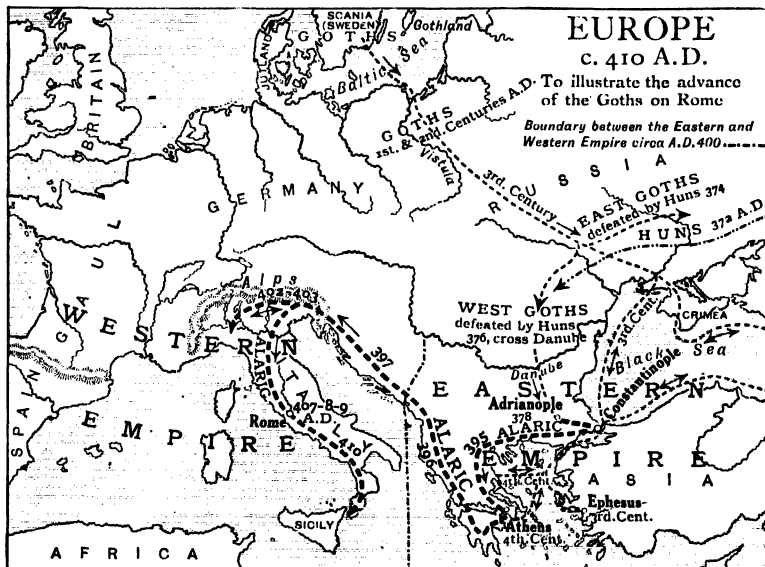 EUROPE
c. 410 A.D.
To illustrate the advance
of the Goths on Rome
Boundary between the Eastern and
Western Empire circa A.D. 400
SCANIA
(SWEDEN)
Gothland
GOTHS
JUTLAND
Baltic Sea
BRITAIN
GOTHS
1st. & 2nd. Centuries A.D.
Vistula
GERMANY
RUSSIA
3rd. Century
EAST GOTHS
defeated by Huns 374
HUNS 372 A.D
GAUL
Alps
402-403
WEST GOTHS
defeated by Huns
376, cross Danube
3rd. Cent.
CRIMEA
Black Sea
397
WESTERN
EMPIRE
ALARIC
ITALY
407-8-9
A.D.
Rome
410
SPAIN
Danube
Constantinople
EASTERN
EMPIRE
Adrianople
378
ALARIC
395
ALARIC
396
4th. Cent.
ASIA
Ephesus-
3rd. Cent.
Athens
4th. Cent.
SICILY
AFRICA